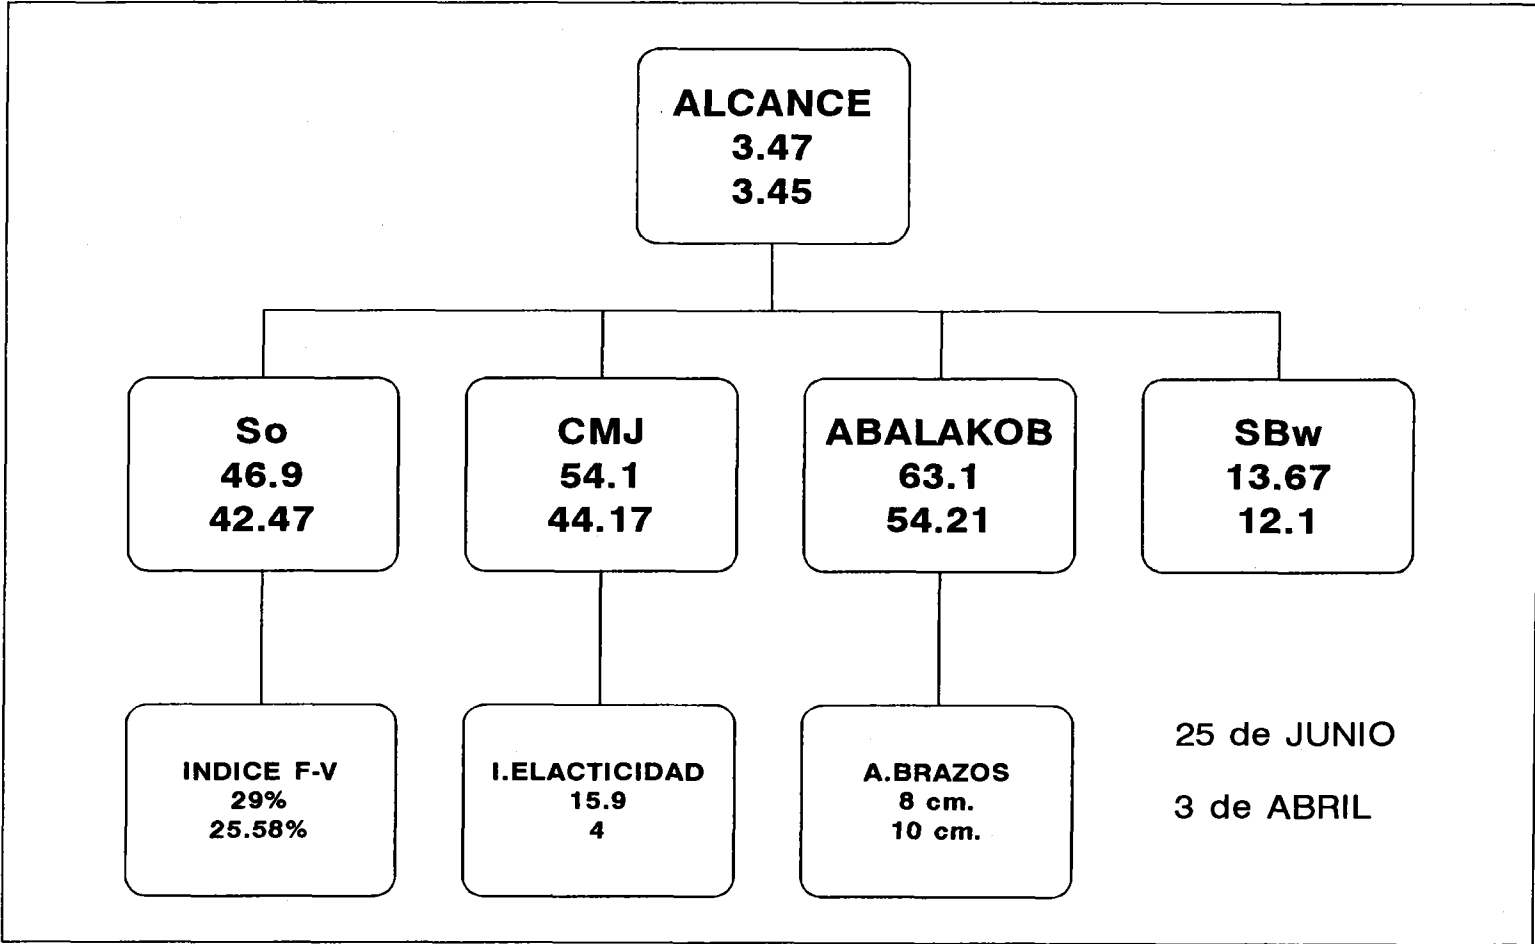 ALCANCE
3.47
3.45
So
46.9
42.47
CMJ
54.1
44.17
ABALAKOB
63.1
54.21
SBw
13.67
12.1
INDICE F-V
29%
25.58%
I.ELACTICIDAD
15.9
4
A.BRAZOS
8 cm.
10 cm.
25 de JUNIO
3 de ABRIL